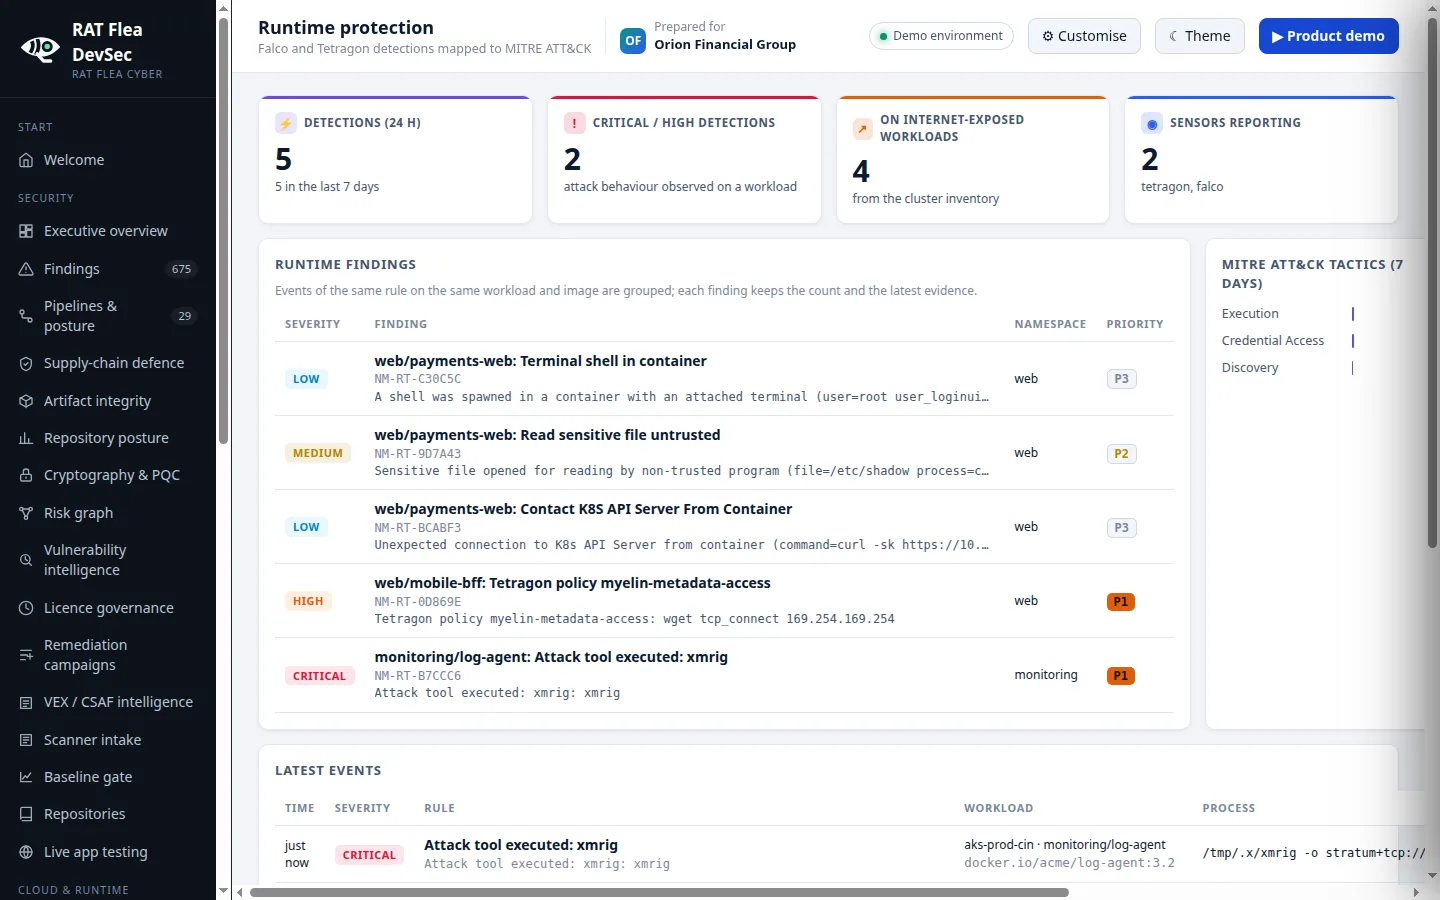 RAT Flea
DevSec
RAT FLEA CYBER
START
Welcome
SECURITY
Executive overview
Findings 675
Pipelines &
posture 29
Supply-chain defence
Artifact integrity
Repository posture
Cryptography & PQC
Risk graph
Vulnerability
intelligence
Licence governance
Remediation
campaigns
VEX / CSAF intelligence
Scanner intake
Baseline gate
Repositories
Live app testing
CLOUD & RUNTIME
Runtime protection
Falco and Tetragon detections mapped to MITRE ATT&CK
OF
Prepared for
Orion Financial Group
Demo environment
⚙ Customise
☾ Theme
▶ Product demo
⚡ DETECTIONS (24 H)
5
5 in the last 7 days
! CRITICAL / HIGH DETECTIONS
2
attack behaviour observed on a workload
↗ ON INTERNET-EXPOSED
WORKLOADS
4
from the cluster inventory
◉ SENSORS REPORTING
2
tetragon, falco
RUNTIME FINDINGS
Events of the same rule on the same workload and image are grouped; each finding keeps the count and the latest evidence.
SEVERITY FINDING NAMESPACE PRIORITY
web/payments-web: Terminal shell in container
LOW NM-RT-C30C5C web P3
A shell was spawned in a container with an attached terminal (user=root user_loginui…
web/payments-web: Read sensitive file untrusted
MEDIUM NM-RT-9D7A43 web P2
Sensitive file opened for reading by non-trusted program (file=/etc/shadow process=c…
web/payments-web: Contact K8S API Server From Container
LOW NM-RT-BCABF3 web P3
Unexpected connection to K8s API Server from container (command=curl -sk https://10.…
web/mobile-bff: Tetragon policy myelin-metadata-access
HIGH NM-RT-0D869E web P1
Tetragon policy myelin-metadata-access: wget tcp_connect 169.254.169.254
monitoring/log-agent: Attack tool executed: xmrig
CRITICAL NM-RT-B7CCC6 monitoring P1
Attack tool executed: xmrig: xmrig
MITRE ATT&CK TACTICS (7
DAYS)
Execution
Credential Access
Discovery
LATEST EVENTS
TIME SEVERITY RULE WORKLOAD PROCESS
just
now
CRITICAL
Attack tool executed: xmrig
Attack tool executed: xmrig: xmrig
aks-prod-cin · monitoring/log-agent
docker.io/acme/log-agent:3.2
/tmp/.x/xmrig -o stratum+tcp://